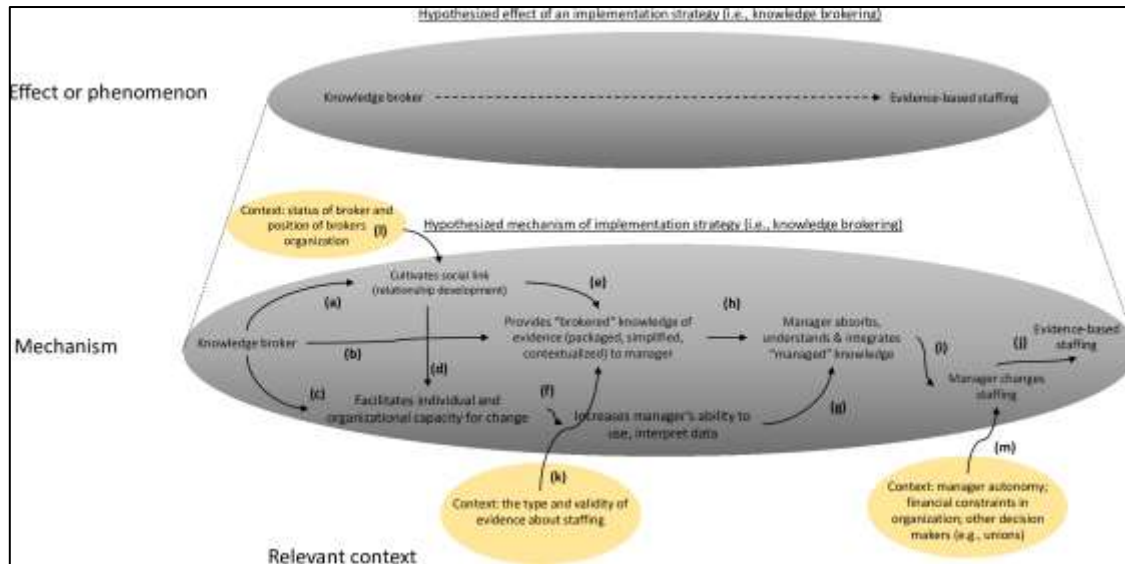 Hypothesized effect of an implementation strategy (i.e., knowledge brokering)
Effect or phenomenon
Knowledge broker
Evidence-based staffing
Context: status of broker and
position of brokers
organization
(l)
Hypothesized mechanism of implementation strategy (i.e., knowledge brokering)
Cultivates social link
(relationship development)
(a)
(e)
(h)
Mechanism
Knowledge broker
(b)
Provides "brokered" knowledge of
evidence (packaged, simplified,
contextualized) to manager
Manager absorbs,
understands & integrates
"managed" knowledge
(i)
(j)
Evidence-based
staffing
(d)
(c)
Facilitates individual and
organizational capacity for change
(f)
Increases manager's ability to
use, interpret data
(g)
Manager changes
staffing
(k)
(m)
Context: the type and validity of
evidence about staffing
Context: manager autonomy;
financial constraints in
organization; other decision
makers (e.g., unions)
Relevant context